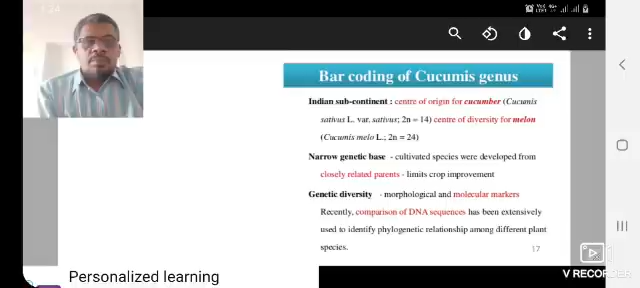 1:24
Bar coding of Cucumis genus
Indian sub-continent : centre of origin for cucumber (Cucumis
sativus L. var. sativus; 2n = 14) centre of diversity for melon
(Cucumis melo L.; 2n = 24)
Narrow genetic base - cultivated species were developed from
closely related parents - limits crop improvement
Genetic diversity - morphological and molecular markers
Recently, comparison of DNA sequences has been extensively
used to identify phylogenetic relationship among different plant
species.
17
V RECORDER
Personalized learning